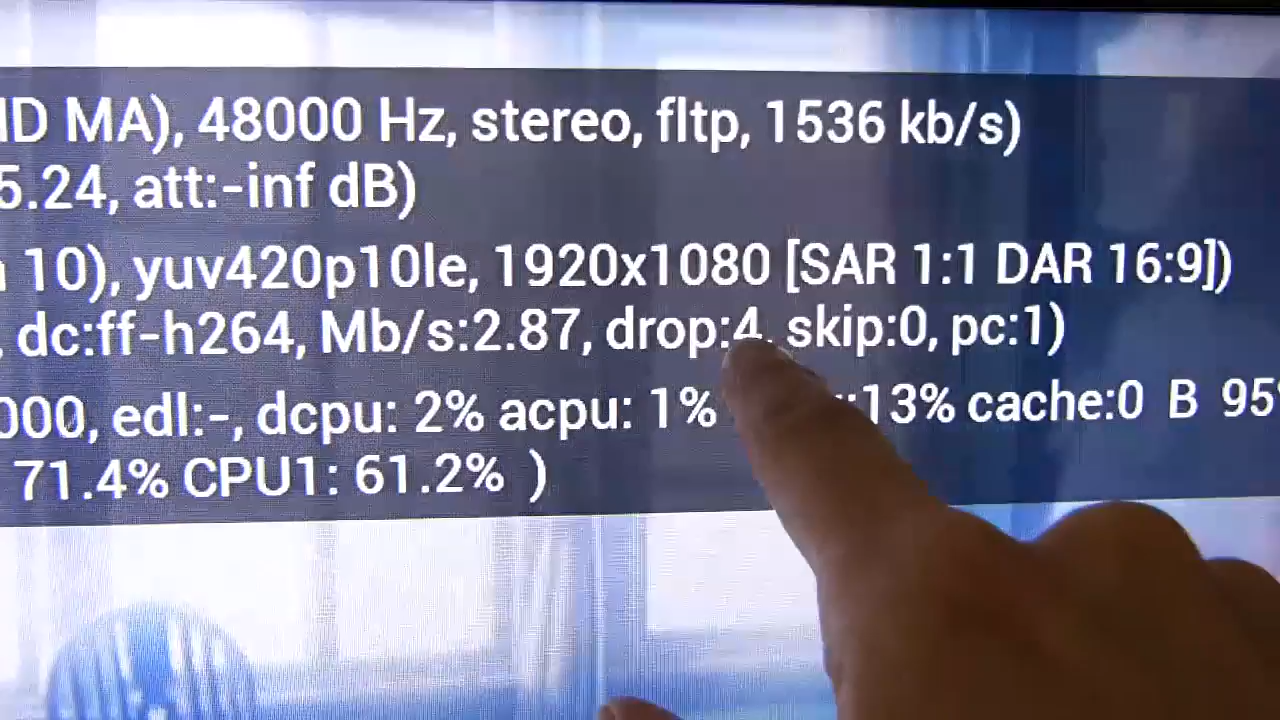 D MA), 48000 Hz, stereo, fltp, 1536 kb/s)
5.24, att:-inf dB)
10), yuv420p10le, 1920x1080 [SAR 1:1 DAR 16:9])
, dc:ff-h264, Mb/s:2.87, drop:4, skip:0, pc:1)
000, edl:-, dcpu: 2% acpu: 1% :13% cache:0 B 95%
71.4% CPU1: 61.2% )